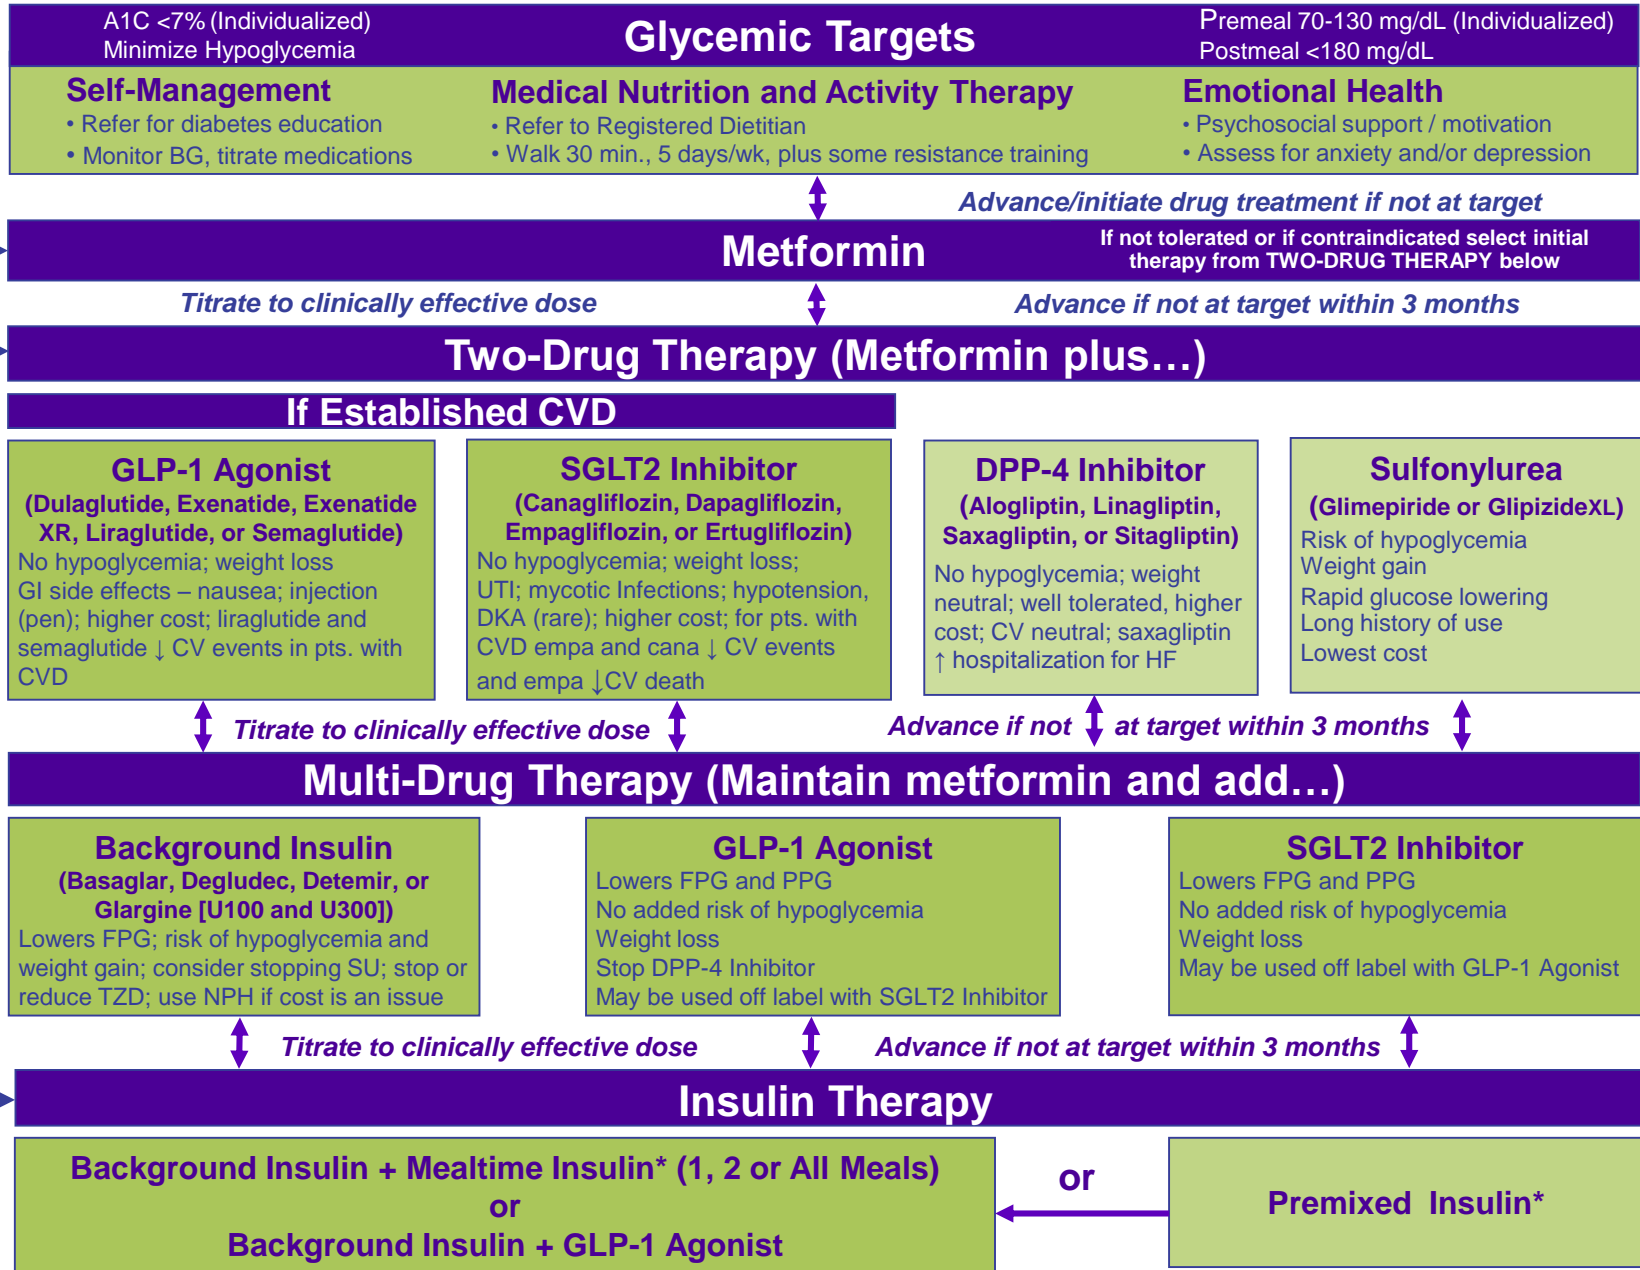 A1C <7% (Individualized)
Minimize Hypoglycemia
Glycemic Targets
Premeal 70-130 mg/dL (Individualized)
Postmeal <180 mg/dL
Self-Management
• Refer for diabetes education
• Monitor BG, titrate medications
Medical Nutrition and Activity Therapy
• Refer to Registered Dietitian
• Walk 30 min., 5 days/wk, plus some resistance training
Emotional Health
• Psychosocial support / motivation
• Assess for anxiety and/or depression
Advance/initiate drug treatment if not at target
Metformin
If not tolerated or if contraindicated select initial
therapy from TWO-DRUG THERAPY below
Titrate to clinically effective dose
Advance if not at target within 3 months
Two-Drug Therapy (Metformin plus…)
If Established CVD
GLP-1 Agonist
(Dulaglutide, Exenatide, Exenatide
XR, Liraglutide, or Semaglutide)
No hypoglycemia; weight loss
GI side effects – nausea; injection
(pen); higher cost; liraglutide and
semaglutide ↓ CV events in pts. with
CVD
SGLT2 Inhibitor
(Canagliflozin, Dapagliflozin,
Empagliflozin, or Ertugliflozin)
No hypoglycemia; weight loss;
UTI; mycotic Infections; hypotension,
DKA (rare); higher cost; for pts. with
CVD empa and cana ↓ CV events
and empa ↓CV death
DPP-4 Inhibitor
(Alogliptin, Linagliptin,
Saxagliptin, or Sitagliptin)
No hypoglycemia; weight
neutral; well tolerated, higher
cost; CV neutral; saxagliptin
↑ hospitalization for HF
Sulfonylurea
(Glimepiride or GlipizideXL)
Risk of hypoglycemia
Weight gain
Rapid glucose lowering
Long history of use
Lowest cost
Titrate to clinically effective dose
Advance if not at target within 3 months
Multi-Drug Therapy (Maintain metformin and add…)
Background Insulin
(Basaglar, Degludec, Detemir, or
Glargine [U100 and U300])
Lowers FPG; risk of hypoglycemia and
weight gain; consider stopping SU; stop or
reduce TZD; use NPH if cost is an issue
GLP-1 Agonist
Lowers FPG and PPG
No added risk of hypoglycemia
Weight loss
Stop DPP-4 Inhibitor
May be used off label with SGLT2 Inhibitor
SGLT2 Inhibitor
Lowers FPG and PPG
No added risk of hypoglycemia
Weight loss
May be used off label with GLP-1 Agonist
Titrate to clinically effective dose
Advance if not at target within 3 months
Insulin Therapy
Background Insulin + Mealtime Insulin* (1, 2 or All Meals)
or
Background Insulin + GLP-1 Agonist
or
Premixed Insulin*